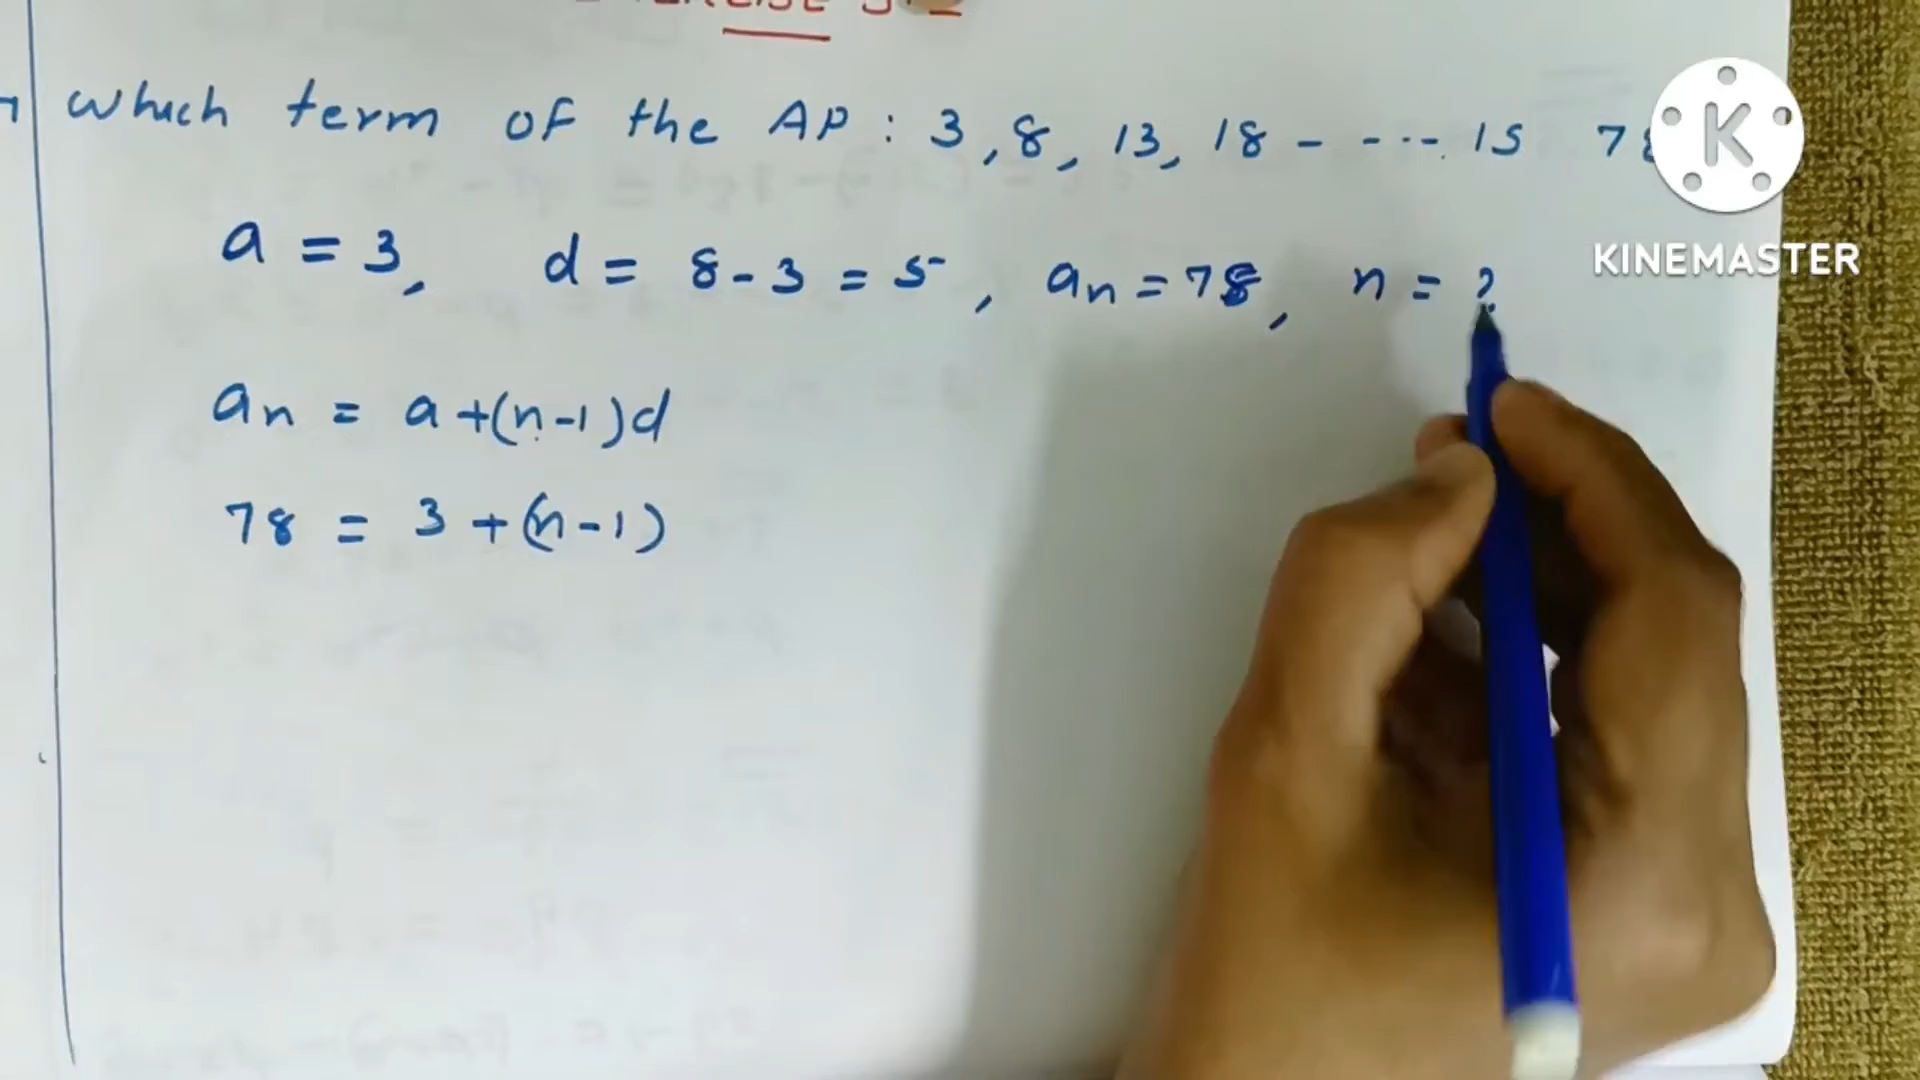 which term of the AP : 3, 8, 13, 18 - - - . . . is 78
a = 3, d = 8 - 3 = 5, an = 78, n = ?
an = a + (n-1)d
78 = 3 + (n-1)
K
KINEMASTER